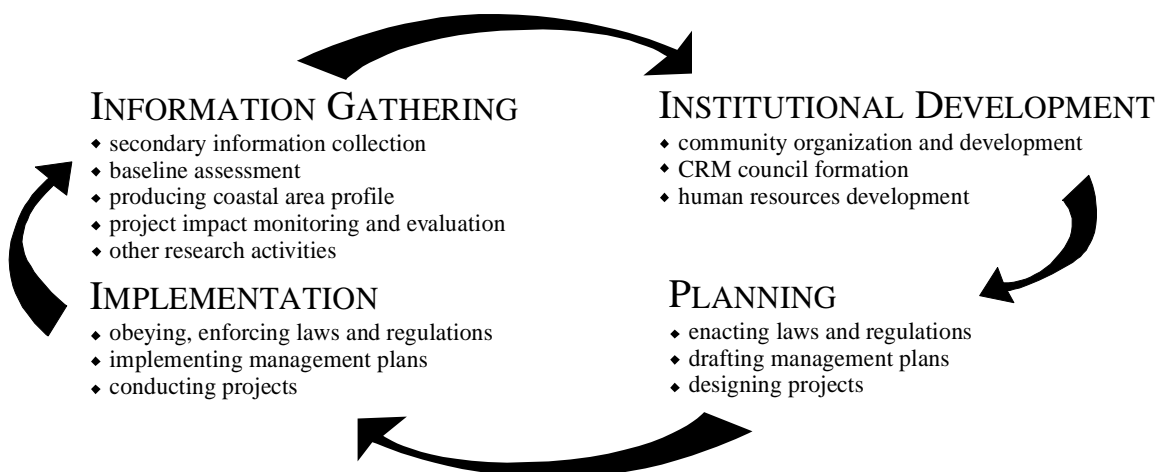 INFORMATION GATHERING
◆ secondary information collection
◆ baseline assessment
◆ producing coastal area profile
◆ project impact monitoring and evaluation
◆ other research activities
INSTITUTIONAL DEVELOPMENT
◆ community organization and development
◆ CRM council formation
◆ human resources development
IMPLEMENTATION
◆ obeying, enforcing laws and regulations
◆ implementing management plans
◆ conducting projects
PLANNING
◆ enacting laws and regulations
◆ drafting management plans
◆ designing projects